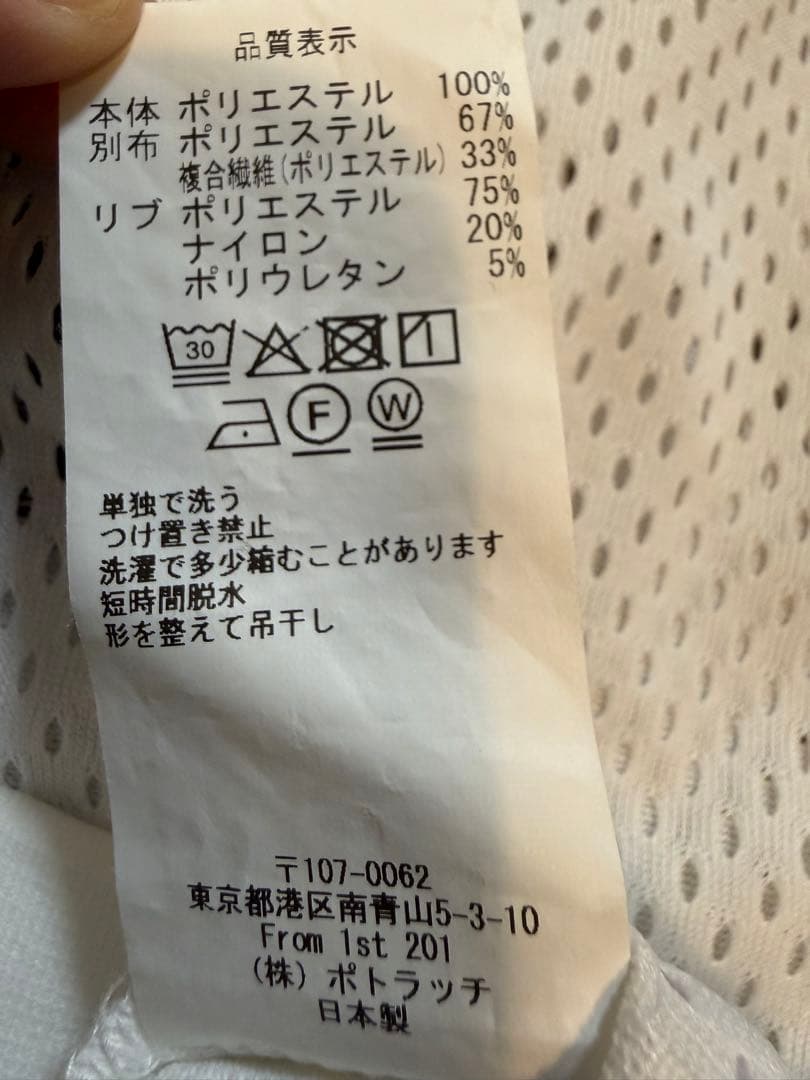 品質表示
本体 ポリエステル 100%
別布 ポリエステル 67%
複合繊維(ポリエステル) 33%
リブ ポリエステル 75%
ナイロン 20%
ポリウレタン 5%
30
F W
単独で洗う
つけ置き禁止
洗濯で多少縮むことがあります
短時間脱水
形を整えて吊干し
〒107-0062
東京都港区南青山5-3-10
From 1st 201
(株) ポトラッチ
日本製